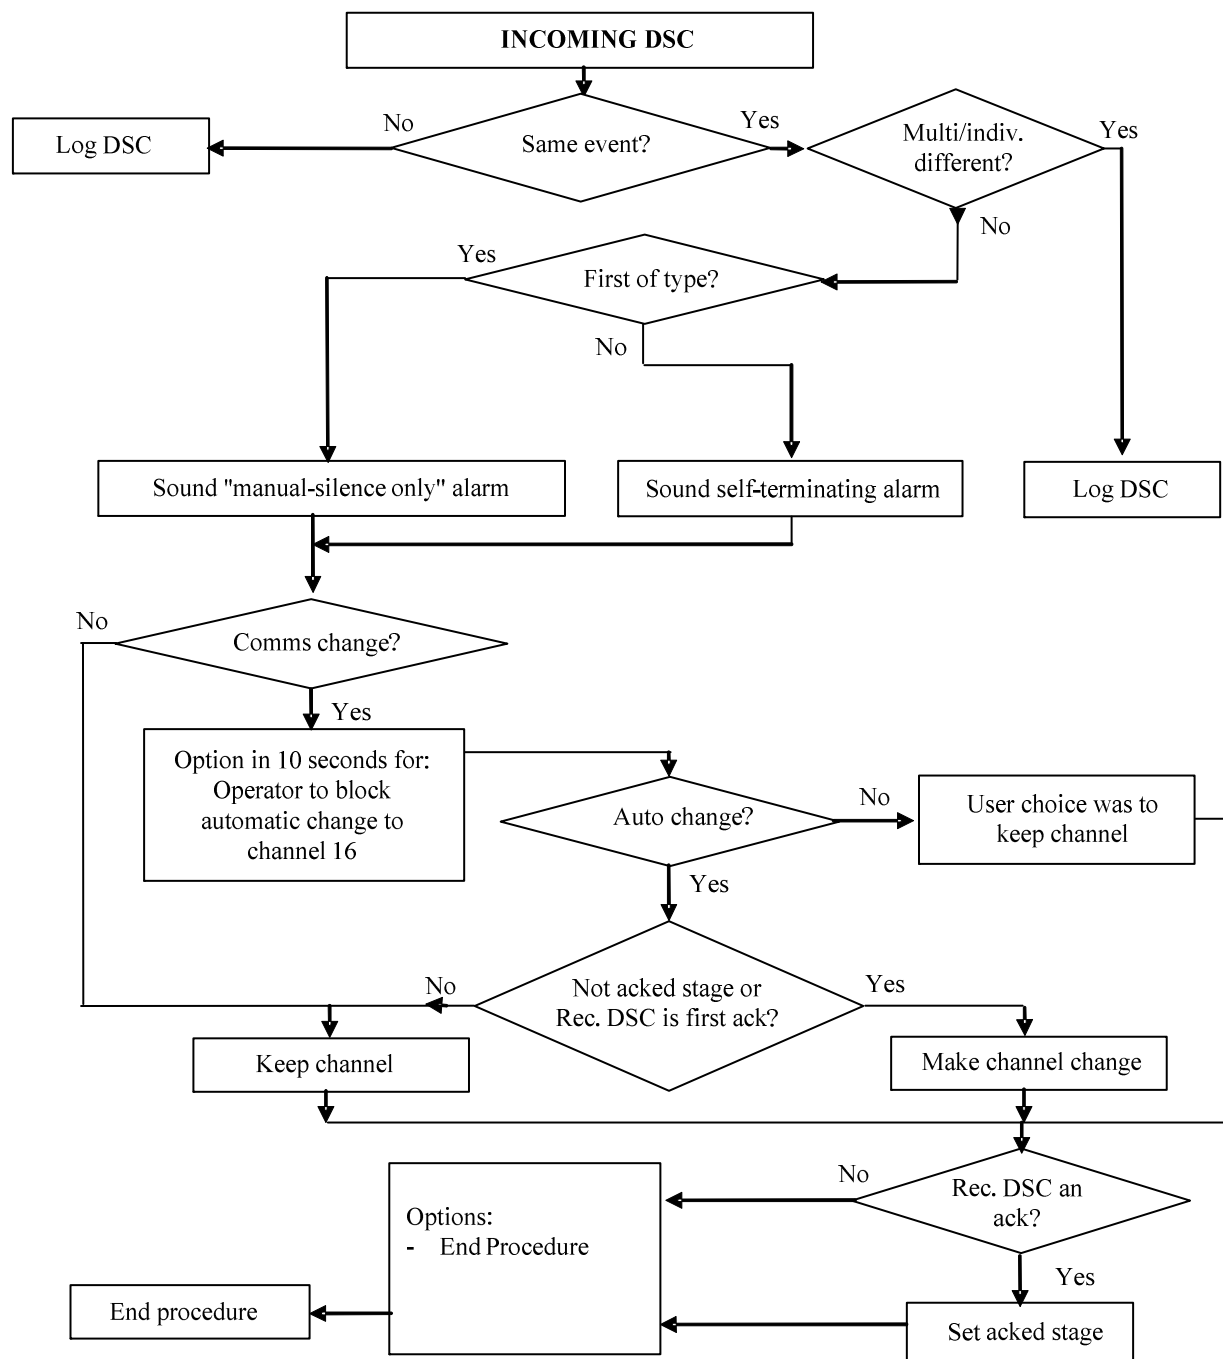 INCOMING DSC
No
Yes
Yes
Log DSC
Same event?
Multi/indiv.
different?
No
Yes
First of type?
No
Sound "manual-silence only" alarm
Sound self-terminating alarm
Log DSC
No
Comms change?
Yes
Option in 10 seconds for:
Operator to block
automatic change to
channel 16
Auto change?
No
User choice was to
keep channel
Yes
No
Not acked stage or
Rec. DSC is first ack?
Yes
Keep channel
Make channel change
No
Rec. DSC an
ack?
Options:
- End Procedure
Yes
End procedure
Set acked stage